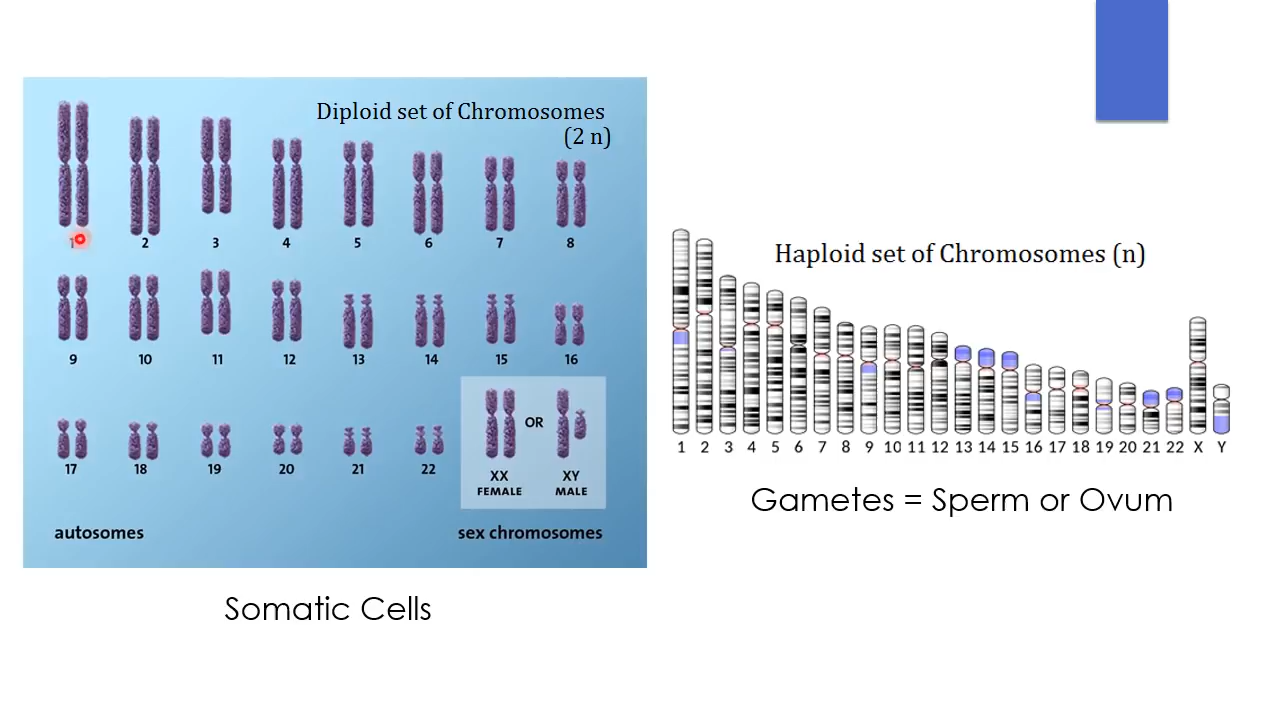 Diploid set of Chromosomes
(2 n)
1 2 3 4 5 6 7 8
9 10 11 12 13 14 15 16
OR
17 18 19 20 21 22
XX XY
FEMALE MALE
autosomes sex chromosomes
Somatic Cells
Haploid set of Chromosomes (n)
1 2 3 4 5 6 7 8 9 10 11 12 13 14 15 16 17 18 19 20 21 22 X Y
Gametes = Sperm or Ovum